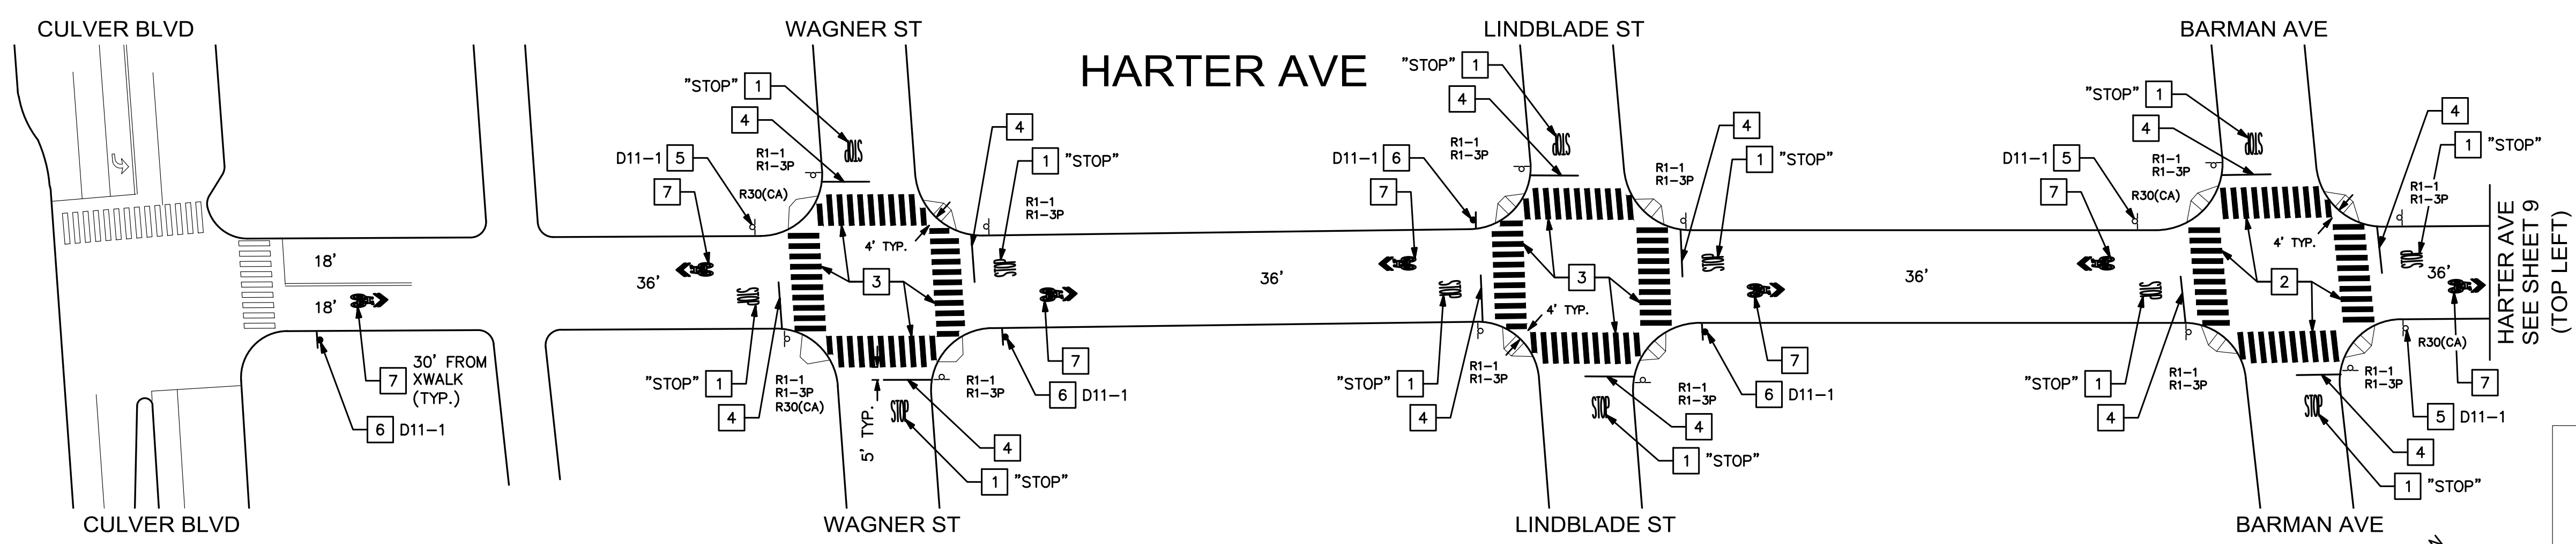 CULVER BLVD
WAGNER ST
LINDBLADE ST
BARMAN AVE
HARTER AVE
"STOP" 1
4
STOP
D11-1 5
7
R1-1
R1-3P
R30(CA)
4
1 "STOP"
R1-1
R1-3P
STOP
4' TYP.
3
"STOP" 1
4
STOP
D11-1 6
7
R1-1
R1-3P
4
1 "STOP"
R1-1
R1-3P
STOP
3
4' TYP.
"STOP" 1
4
STOP
D11-1 5
7
R1-1
R1-3P
R30(CA)
4
1 "STOP"
R1-1
R1-3P
STOP
4' TYP.
2
18'
18'
36'
36'
36'
36'
HARTER AVE
SEE SHEET 9
(TOP LEFT)
7
30' FROM
XWALK
(TYP.)
6 D11-1
STOP
"STOP" 1
4
R1-1
R1-3P
R30(CA)
5' TYP.
STOP
R1-1
R1-3P
4
1 "STOP"
7
6 D11-1
STOP
"STOP" 1
4
R1-1
R1-3P
STOP
R1-1
R1-3P
4
1 "STOP"
7
6 D11-1
STOP
"STOP" 1
4
R1-1
R1-3P
STOP
R1-1
R1-3P
4
1 "STOP"
R30(CA)
7
5 D11-1
CULVER BLVD
WAGNER ST
LINDBLADE ST
BARMAN AVE